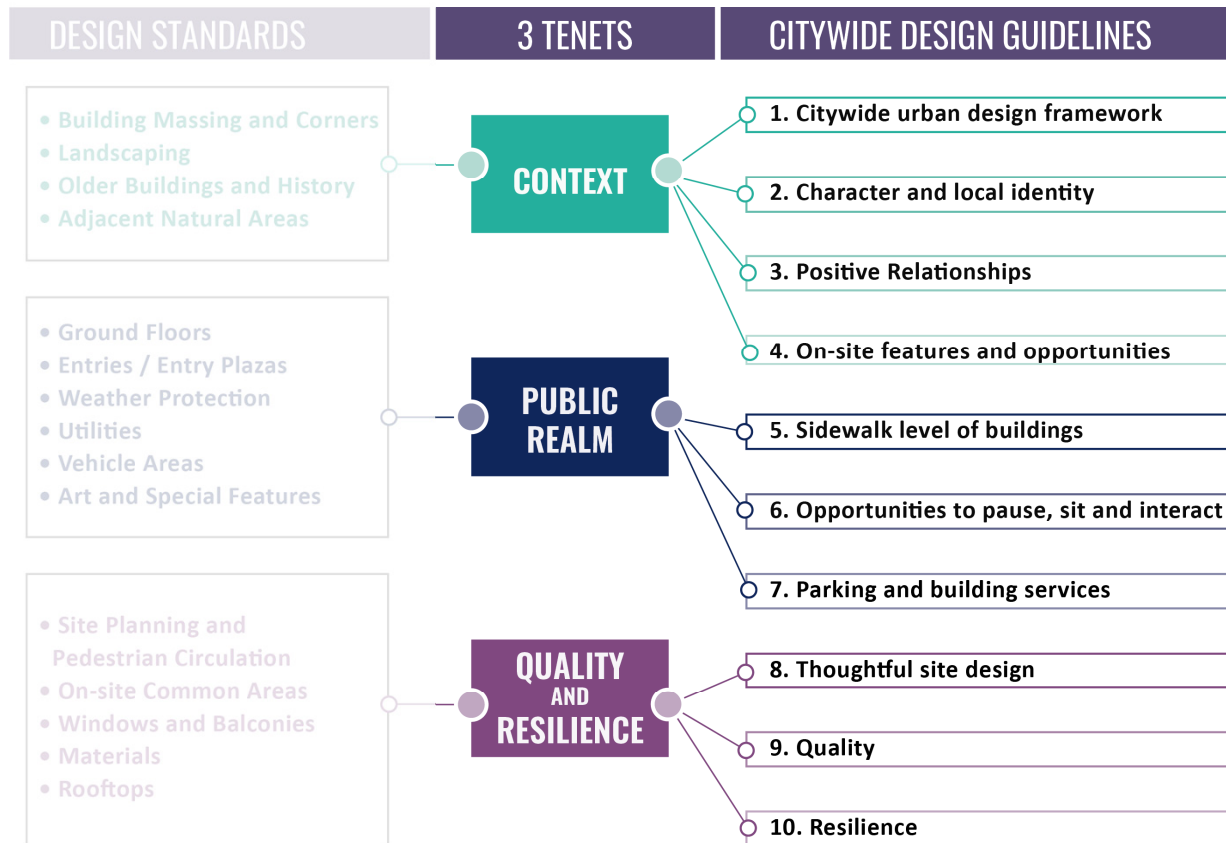 DESIGN STANDARDS
3 TENETS
CITYWIDE DESIGN GUIDELINES
• Building Massing and Corners
• Landscaping
• Older Buildings and History
• Adjacent Natural Areas
CONTEXT
1. Citywide urban design framework
2. Character and local identity
3. Positive Relationships
4. On-site features and opportunities
• Ground Floors
• Entries / Entry Plazas
• Weather Protection
• Utilities
• Vehicle Areas
• Art and Special Features
PUBLIC
REALM
5. Sidewalk level of buildings
6. Opportunities to pause, sit and interact
7. Parking and building services
• Site Planning and
Pedestrian Circulation
• On-site Common Areas
• Windows and Balconies
• Materials
• Rooftops
QUALITY
AND
RESILIENCE
8. Thoughtful site design
9. Quality
10. Resilience